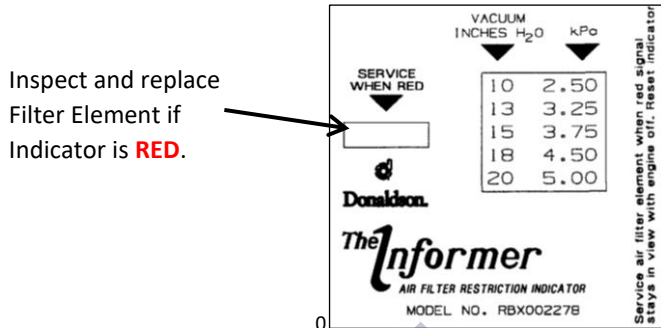 Inspect and replace
Filter Element if
Indicator is RED.
VACUUM
INCHES H₂O kPa
SERVICE
WHEN RED
10 2.50
13 3.25
15 3.75
18 4.50
20 5.00
Donaldson.
The Informer
AIR FILTER RESTRICTION INDICATOR
MODEL NO. RBX002278
0
Service air filter element when red signal
stays in view with engine off. Reset indicator